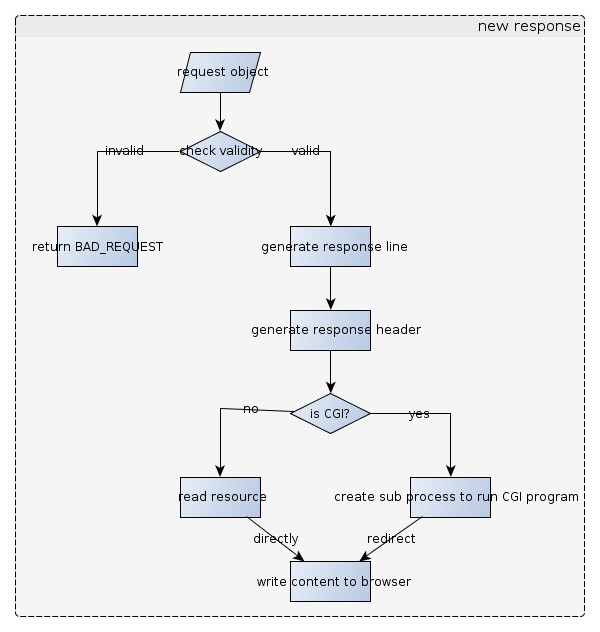 new response
request object
check validity
invalid
valid
return BAD_REQUEST
generate response line
generate response header
is CGI?
no
yes
read resource
create sub process to run CGI program
directly
redirect
write content to browser